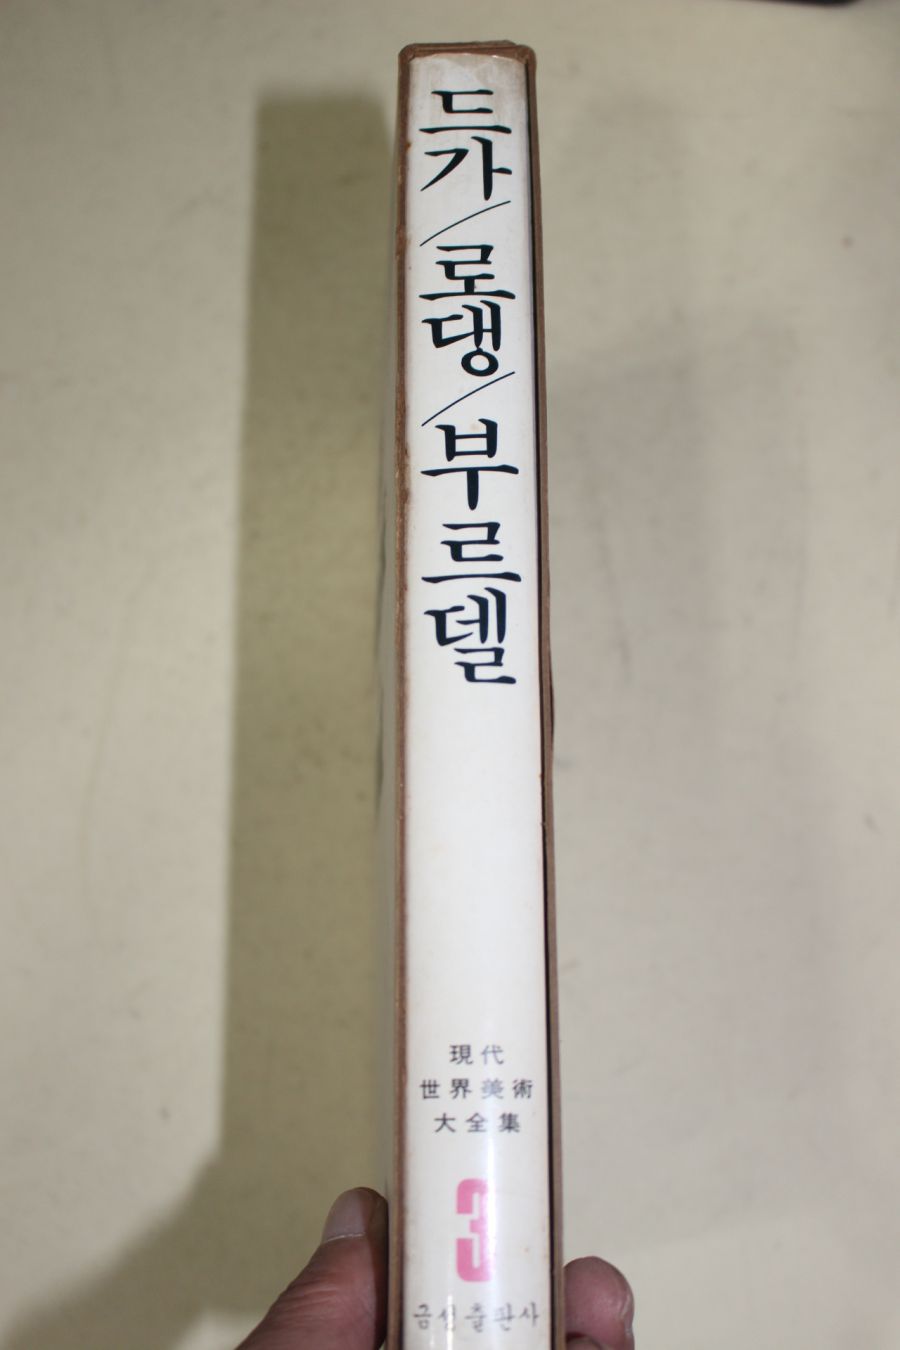 드가/로댕/부르델
現代
世界美術
大全集
3
금성출판사